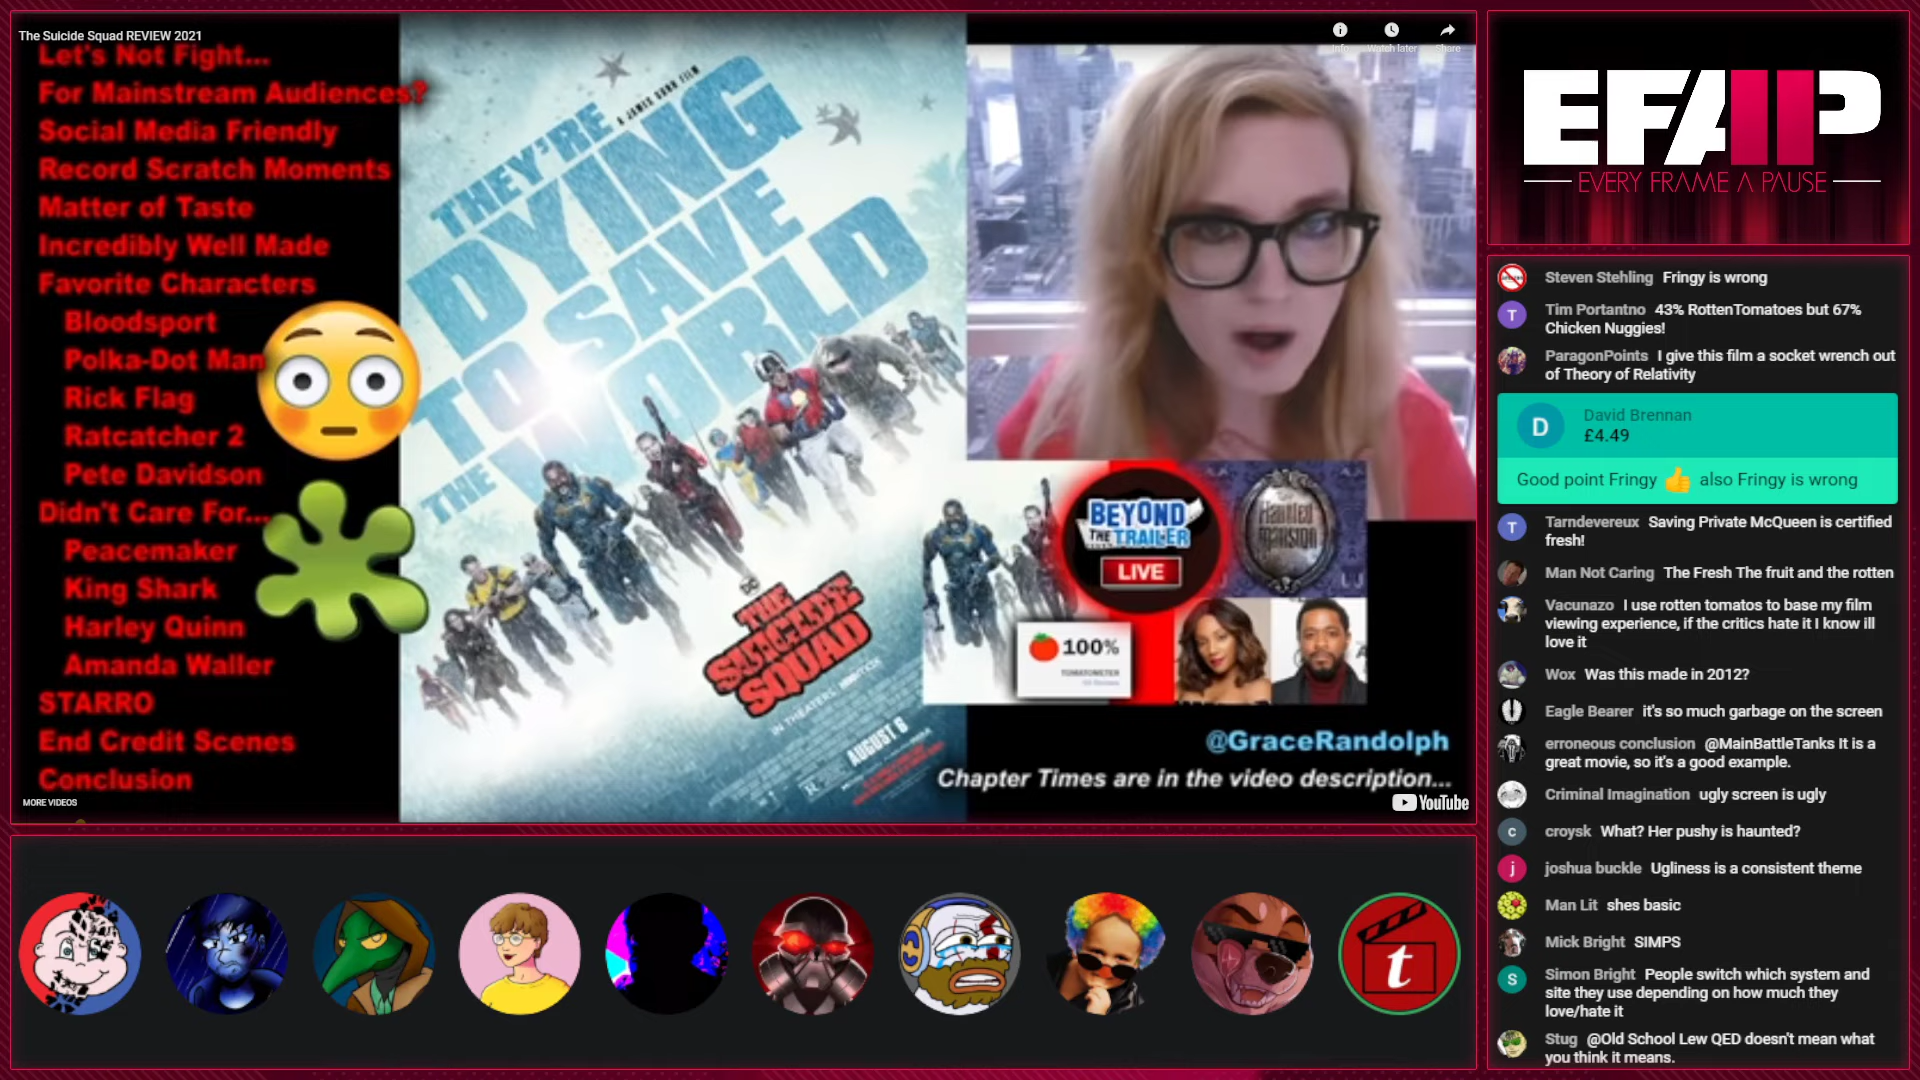 The Suicide Squad REVIEW 2021
Info
Watch later
Share
Let's Not Fight...
For Mainstream Audiences?
Social Media Friendly
Record Scratch Moments
Matter of Taste
Incredibly Well Made
Favorite Characters
Bloodsport
Polka-Dot Man
Rick Flag
Ratcatcher 2
Pete Davidson
Didn't Care For...
Peacemaker
King Shark
Harley Quinn
Amanda Waller
STARRO
End Credit Scenes
Conclusion
MORE VIDEOS
A JAMES GUNN FILM
THEY'RE
DYING
TO SAVE
THE WORLD
THE
SUICIDE
SQUAD
IN THEATERS
AUGUST 6
BEYOND
THE TRAILER
LIVE
Haunted
Mansion
100%
TOMATOMETER
@GraceRandolph
Chapter Times are in the video description...
YouTube
EFAP
EVERY FRAME A PAUSE
Steven Stehling Fringy is wrong
T
Tim Portantno 43% RottenTomatoes but 67%
Chicken Nuggies!
ParagonPoints I give this film a socket wrench out
of Theory of Relativity
D
David Brennan
£4.49
Good point Fringy 👍 also Fringy is wrong
T
Tarndevereux Saving Private McQueen is certified
fresh!
Man Not Caring The Fresh The fruit and the rotten
Vacunazo I use rotten tomatos to base my film
viewing experience, if the critics hate it I know ill
love it
Wox Was this made in 2012?
Eagle Bearer it's so much garbage on the screen
erroneous conclusion @MainBattleTanks It is a
great movie, so it's a good example.
Criminal Imagination ugly screen is ugly
c
croysk What? Her pushy is haunted?
j
joshua buckle Ugliness is a consistent theme
Man Lit shes basic
Mick Bright SIMPS
S
Simon Bright People switch which system and
site they use depending on how much they
love/hate it
Stug @Old School Lew QED doesn't mean what
you think it means.
t